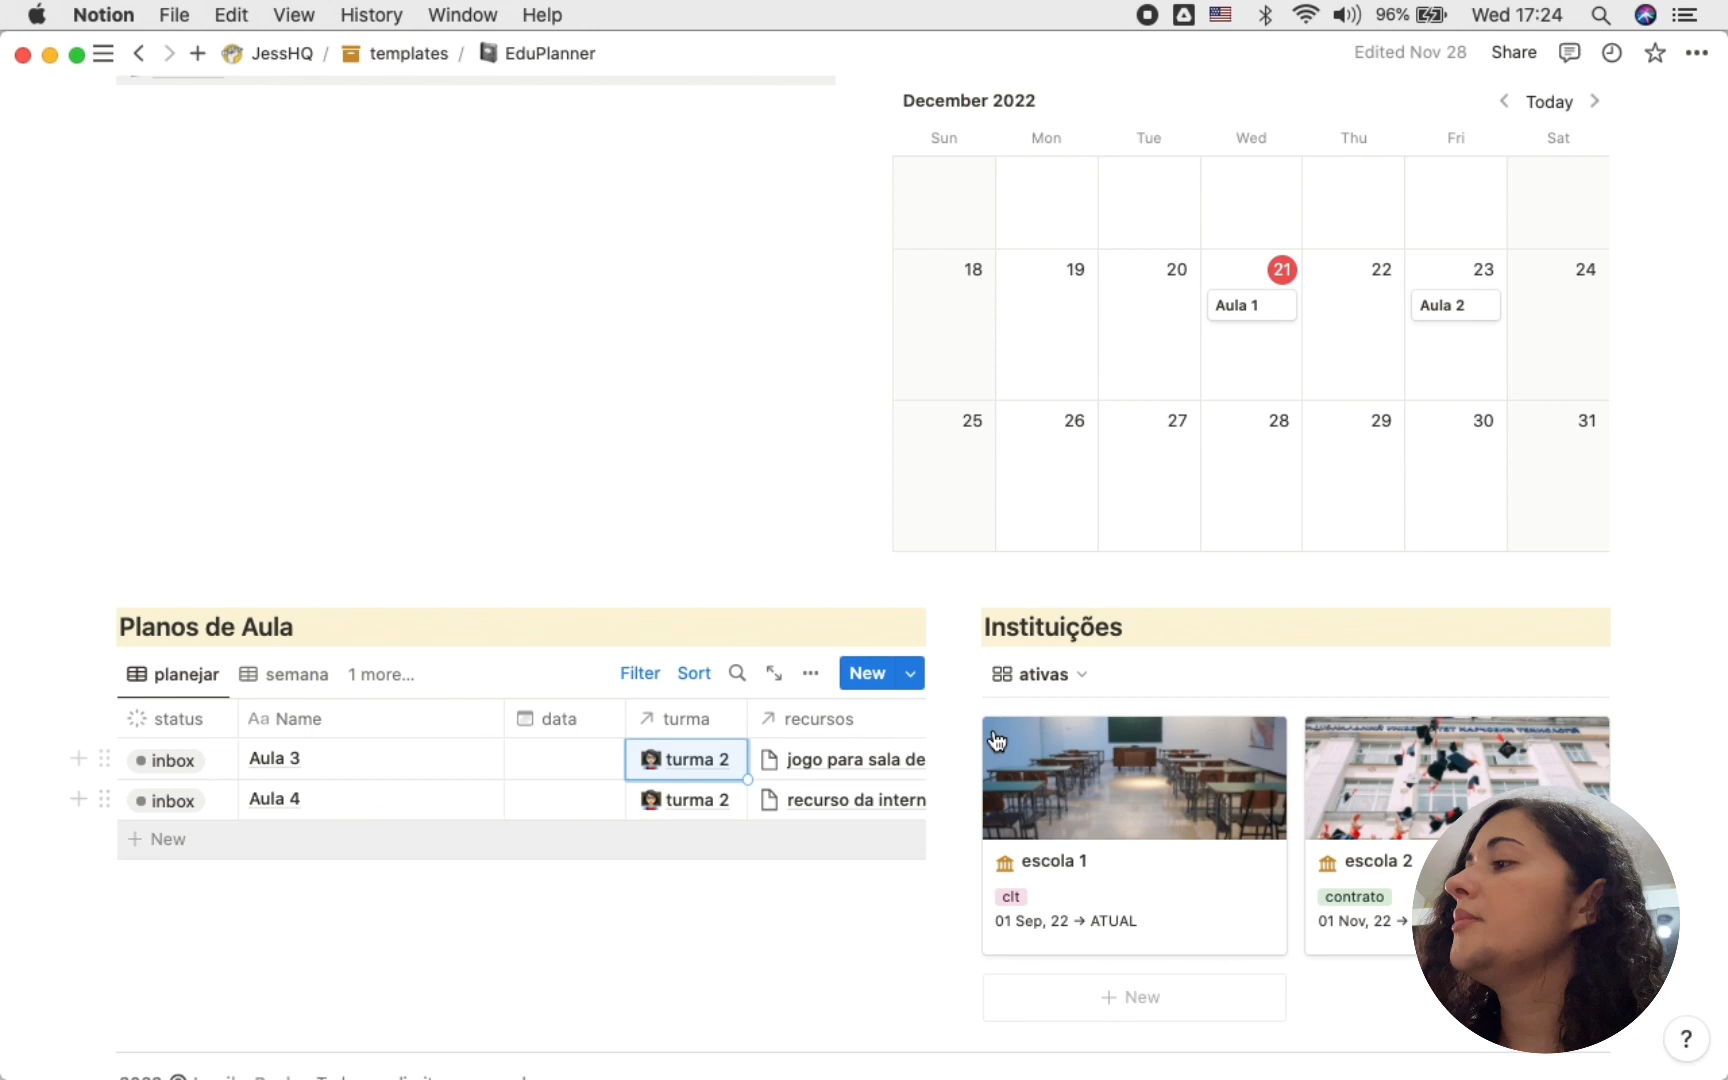 Notion File Edit View History Window Help 96% Wed 17:24
JessHQ / templates / EduPlanner Edited Nov 28 Share
December 2022 Today
Sun Mon Tue Wed Thu Fri Sat
18 19 20 21 22 23 24
Aula 1 Aula 2
25 26 27 28 29 30 31
Planos de Aula
planejar semana 1 more... Filter Sort New
status Aa Name data turma recursos
inbox Aula 3 turma 2 jogo para sala de
inbox Aula 4 turma 2 recurso da intern
+ New
Instituições
ativas
escola 1
clt
01 Sep, 22 → ATUAL
escola 2
contrato
01 Nov, 22 →
+ New
?